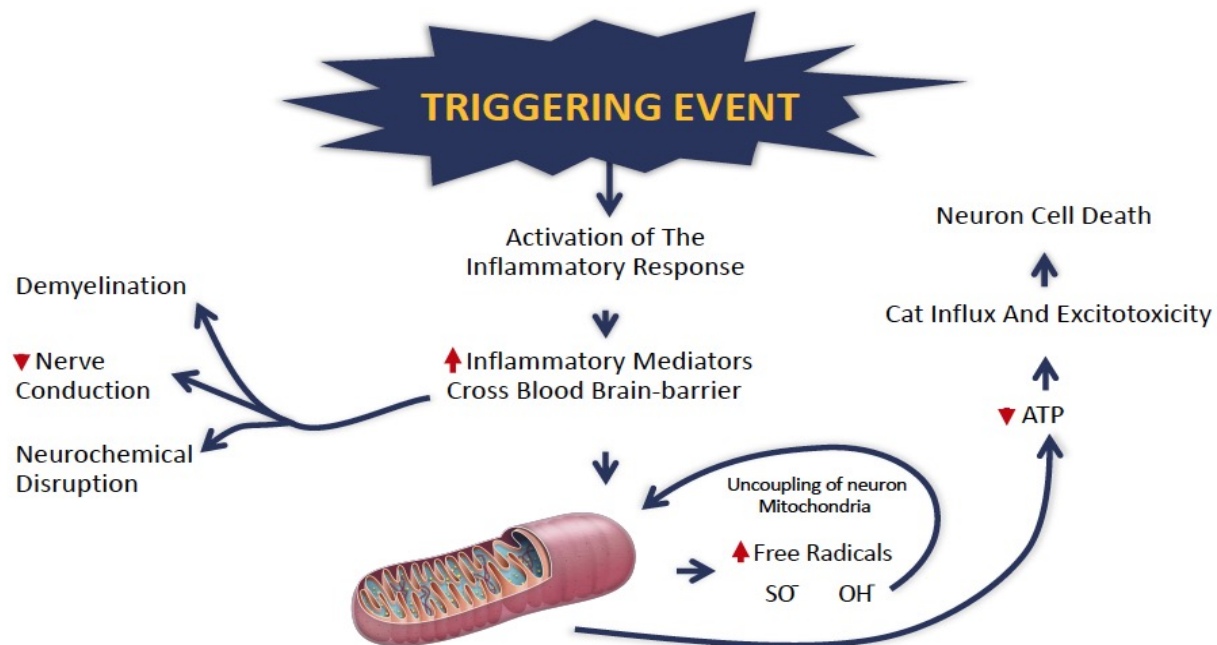 TRIGGERING EVENT
Activation of The
Inflammatory Response
Inflammatory Mediators
Cross Blood Brain-barrier
Demyelination
Nerve
Conduction
Neurochemical
Disruption
Uncoupling of neuron
Mitochondria
Free Radicals
SO⁻ OH⁻
ATP
Cat Influx And Excitotoxicity
Neuron Cell Death